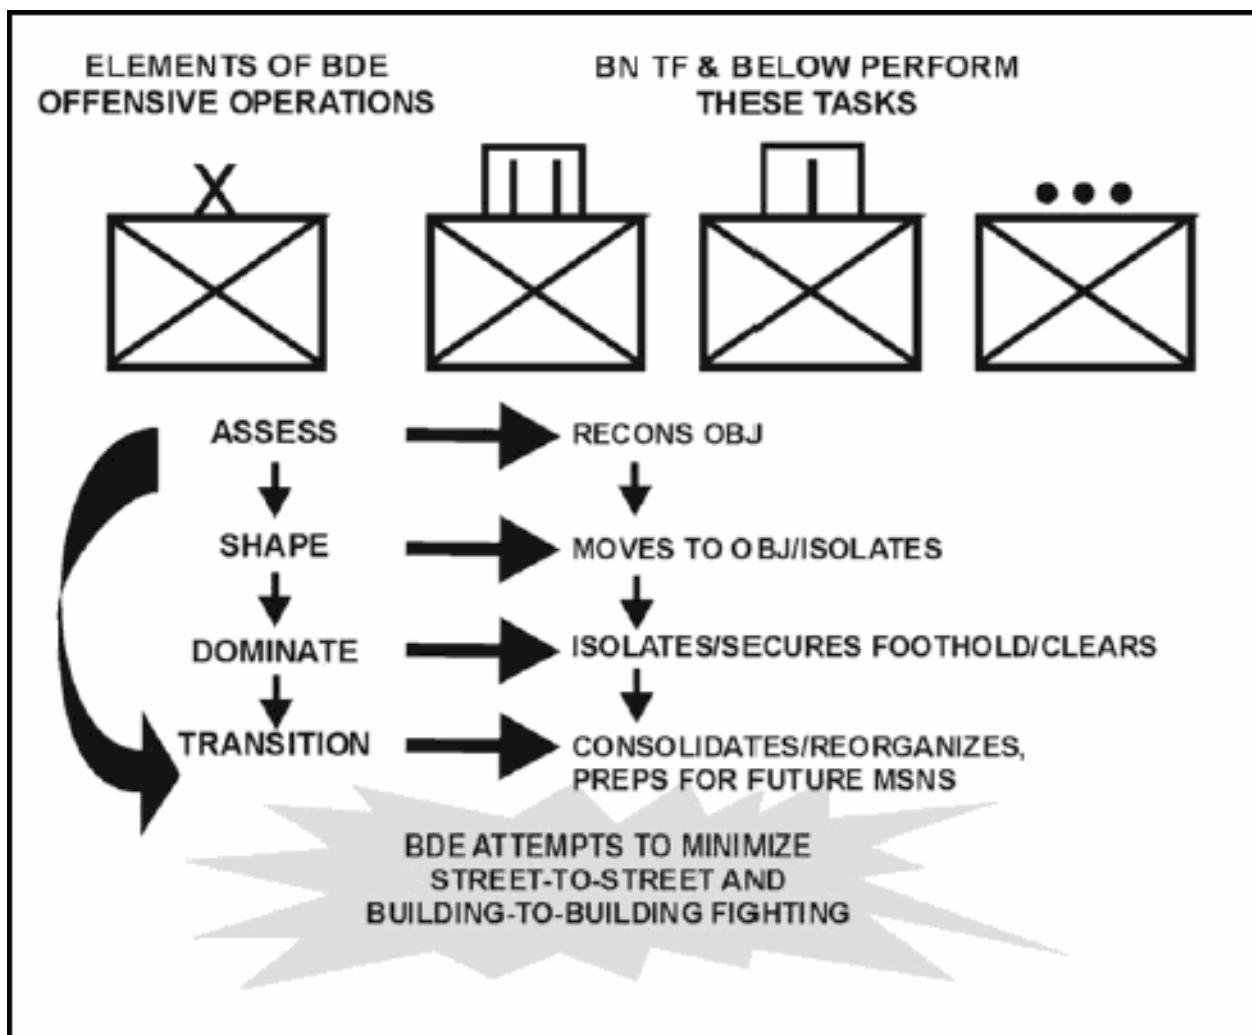 ELEMENTS OF BDE
OFFENSIVE OPERATIONS
BN TF & BELOW PERFORM
THESE TASKS
X
ASSESS
RECONS OBJ
SHAPE
MOVES TO OBJ/ISOLATES
DOMINATE
ISOLATES/SECURES FOOTHOLD/CLEARS
TRANSITION
CONSOLIDATES/REORGANIZES,
PREPS FOR FUTURE MSNS
BDE ATTEMPTS TO MINIMIZE
STREET-TO-STREET AND
BUILDING-TO-BUILDING FIGHTING